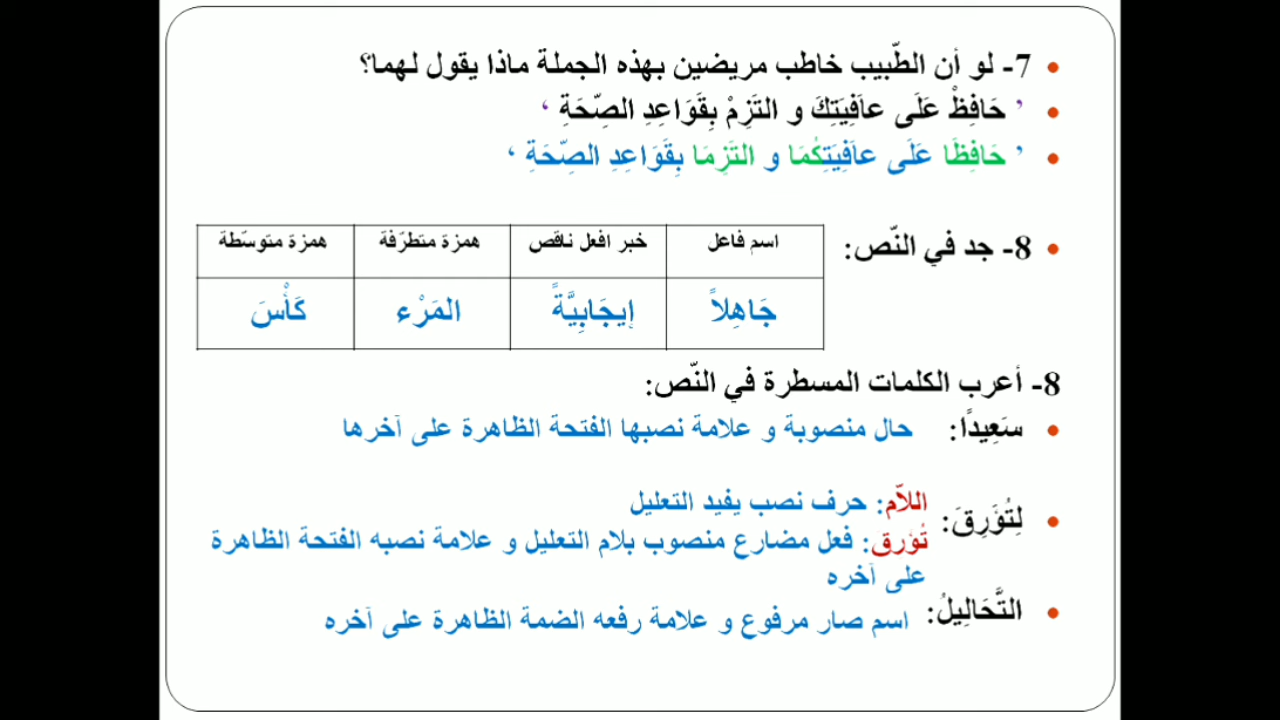 7- لو أن الطّبيب خاطب مريضين بهذه الجملة ماذا يقول لهما؟
’ حَافِظْ عَلَى عاَفِيَتِكَ و التَزِمْ بِقَوَاعِدِ الصِّحَةِ ‘
’ حَافِظَا عَلَى عاَفِيَتِكُمَا و التَزِمَا بِقَوَاعِدِ الصِّحَةِ ‘
8- جد في النّص:
اسم فاعل خبر افعل ناقص همزة متطرّفة همزة متوسّطة
جَاهِلاً إيجَابِيَّةً المَرْء كَأْسَ
8- أعرب الكلمات المسطرة في النّص:
سَعِيدًا: حال منصوبة و علامة نصبها الفتحة الظاهرة على آخرها
لِتُؤَرِقَ: اللاّم: حرف نصب يفيد التعليل
تُؤرق: فعل مضارع منصوب بلام التعليل و علامة نصبه الفتحة الظاهرة
على آخره
التَّحَالِيلُ: اسم صار مرفوع و علامة رفعه الضمة الظاهرة على آخره